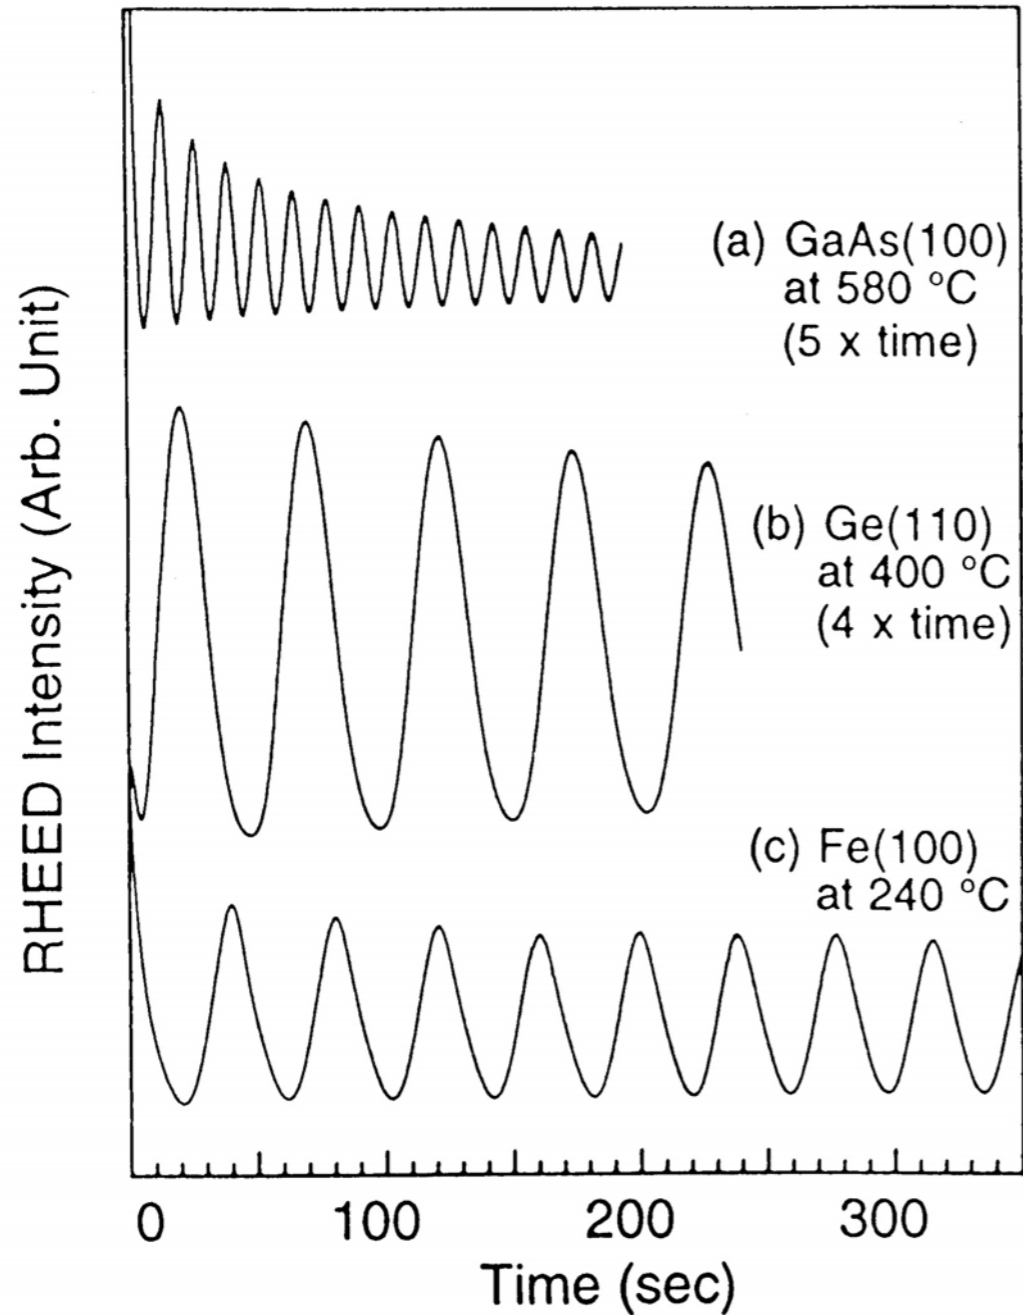 RHEED Intensity (Arb. Unit)
(a) GaAs(100)
at 580 °C
(5 x time)
(b) Ge(110)
at 400 °C
(4 x time)
(c) Fe(100)
at 240 °C
0 100 200 300
Time (sec)